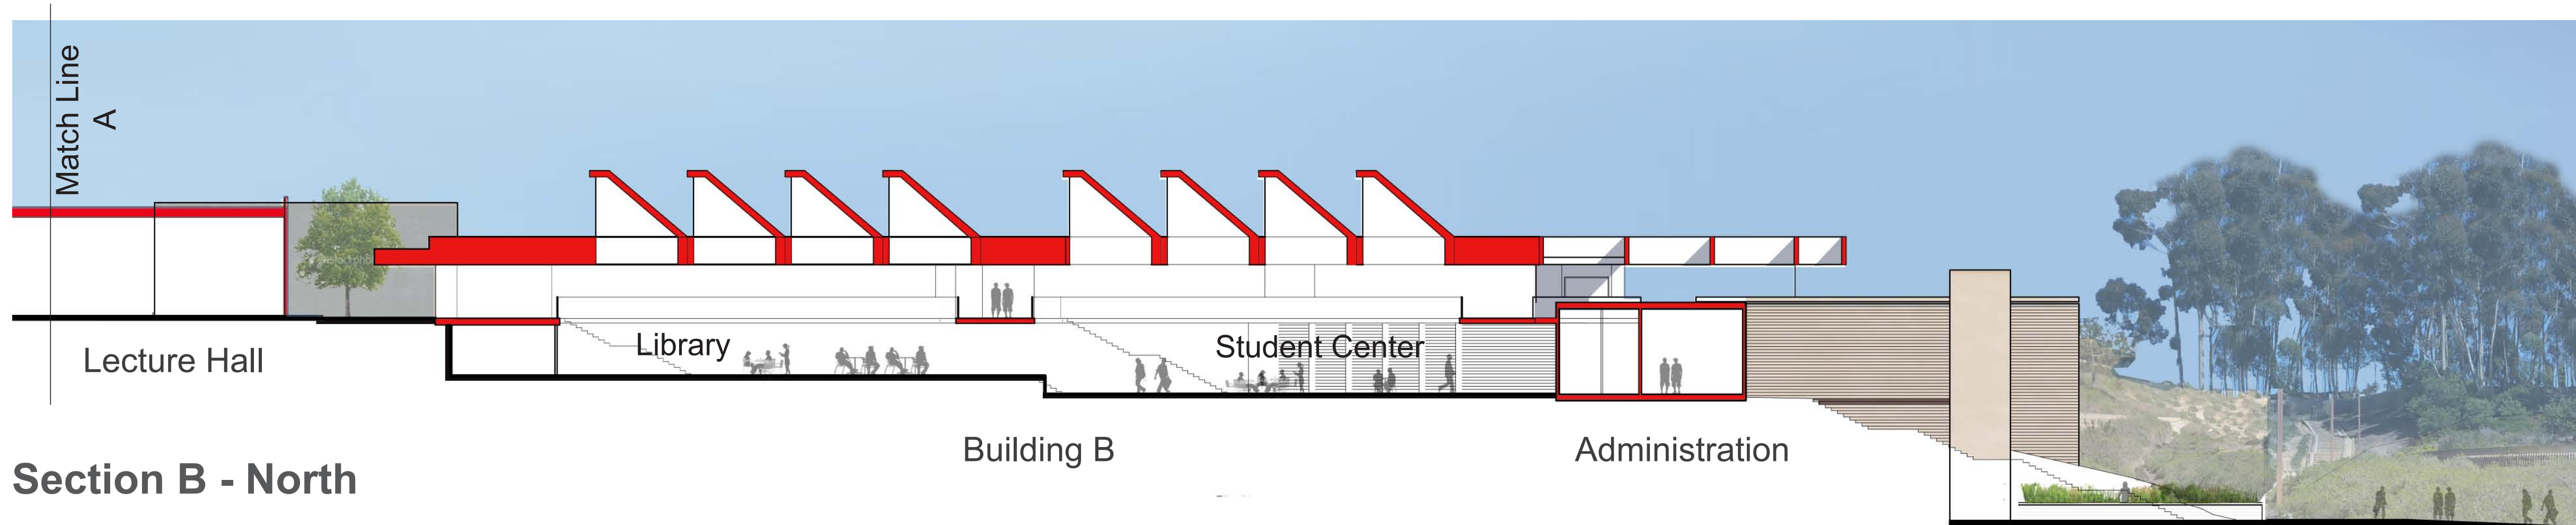 Match Line
A
Library
Student Center
Lecture Hall
Building B
Administration
Section B - North